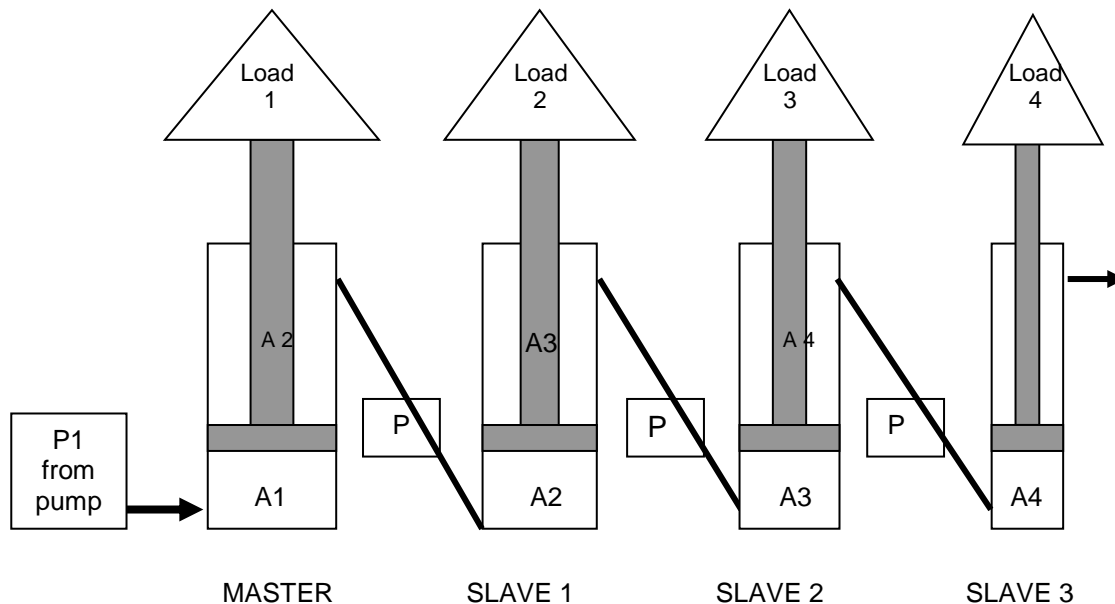 Load
1
Load
2
Load
3
Load
4
A 2
A3
A 4
P1
from
pump
P
P
P
A1
A2
A3
A4
MASTER
SLAVE 1
SLAVE 2
SLAVE 3